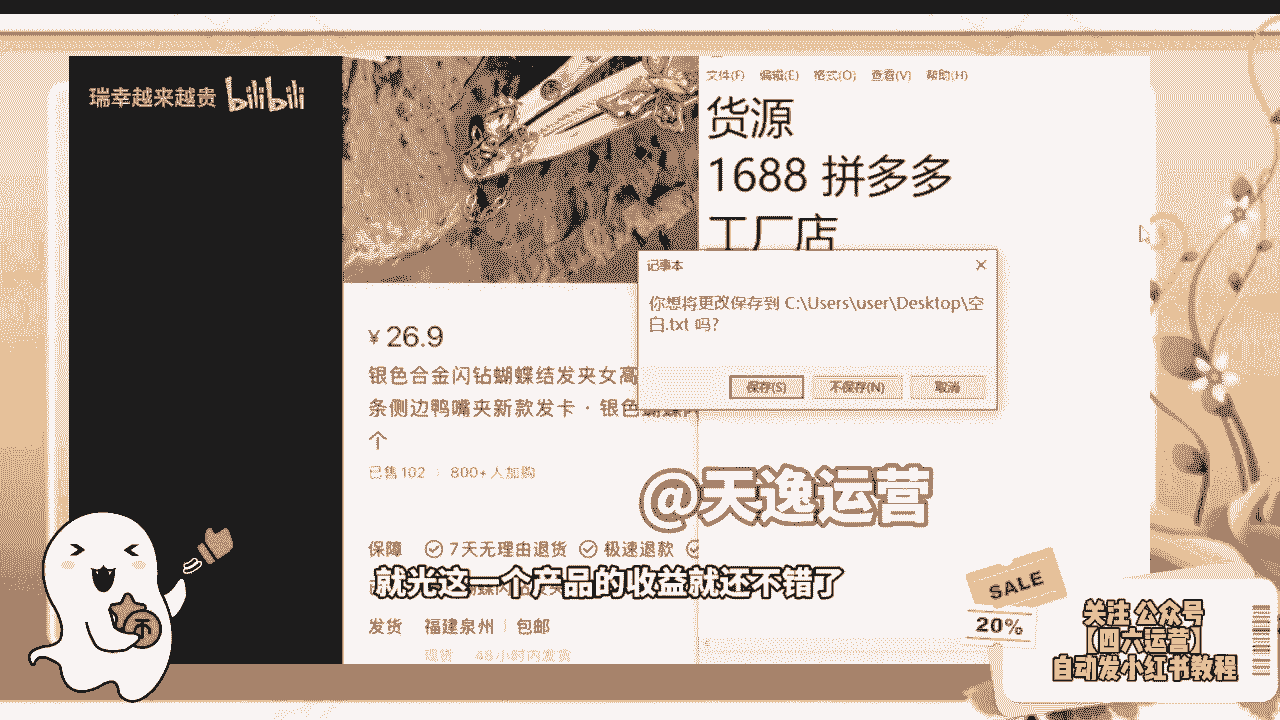 瑞幸越来越贵 bilibili
文件(F) 编辑(E) 格式(O) 查看(V) 帮助(H)
货源
1688 拼多多
工厂店
记事本
你想将更改保存到 C:\Users\user\Desktop\空
白.txt 吗?
保存(S) 不保存(N) 取消
¥ 26.9
银色合金闪钻蝴蝶结发夹女高
条侧边鸭嘴夹新款发卡 · 银色
个
已售 102 800+ 人加购
@天逸运营
保障 7天无理由退货 极速退款
就光这一个产品的收益就还不错了
发货 福建泉州 包邮
现货 48小时内发货
SALE
20%
关注 公众号
【四六运营】
自动发小红书教程